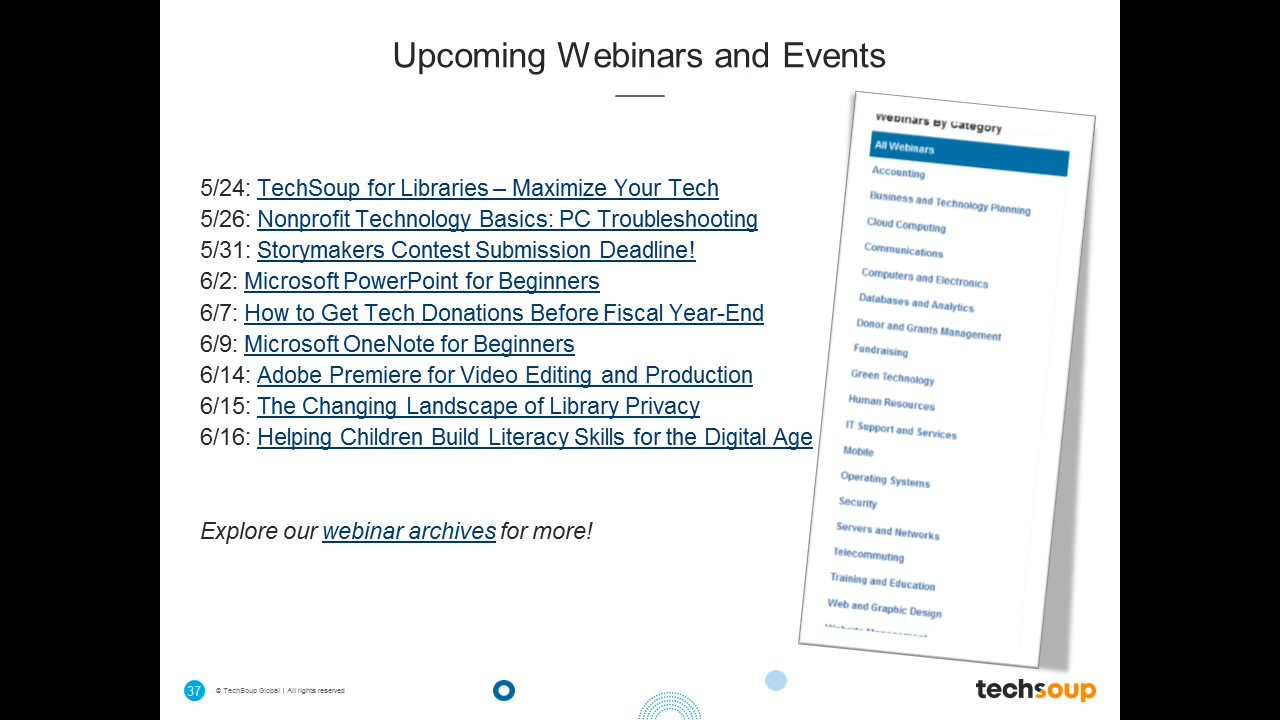 Upcoming Webinars and Events
5/24: TechSoup for Libraries – Maximize Your Tech
5/26: Nonprofit Technology Basics: PC Troubleshooting
5/31: Storymakers Contest Submission Deadline!
6/2: Microsoft PowerPoint for Beginners
6/7: How to Get Tech Donations Before Fiscal Year-End
6/9: Microsoft OneNote for Beginners
6/14: Adobe Premiere for Video Editing and Production
6/15: The Changing Landscape of Library Privacy
6/16: Helping Children Build Literacy Skills for the Digital Age
Explore our webinar archives for more!
Webinars By Category
All Webinars
Accounting
Business and Technology Planning
Cloud Computing
Communications
Computers and Electronics
Databases and Analytics
Donor and Grants Management
Fundraising
Green Technology
Human Resources
IT Support and Services
Mobile
Operating Systems
Security
Servers and Networks
Telecommuting
Training and Education
Web and Graphic Design
Website Management
37 . © TechSoup Global | All rights reserved
techsoup